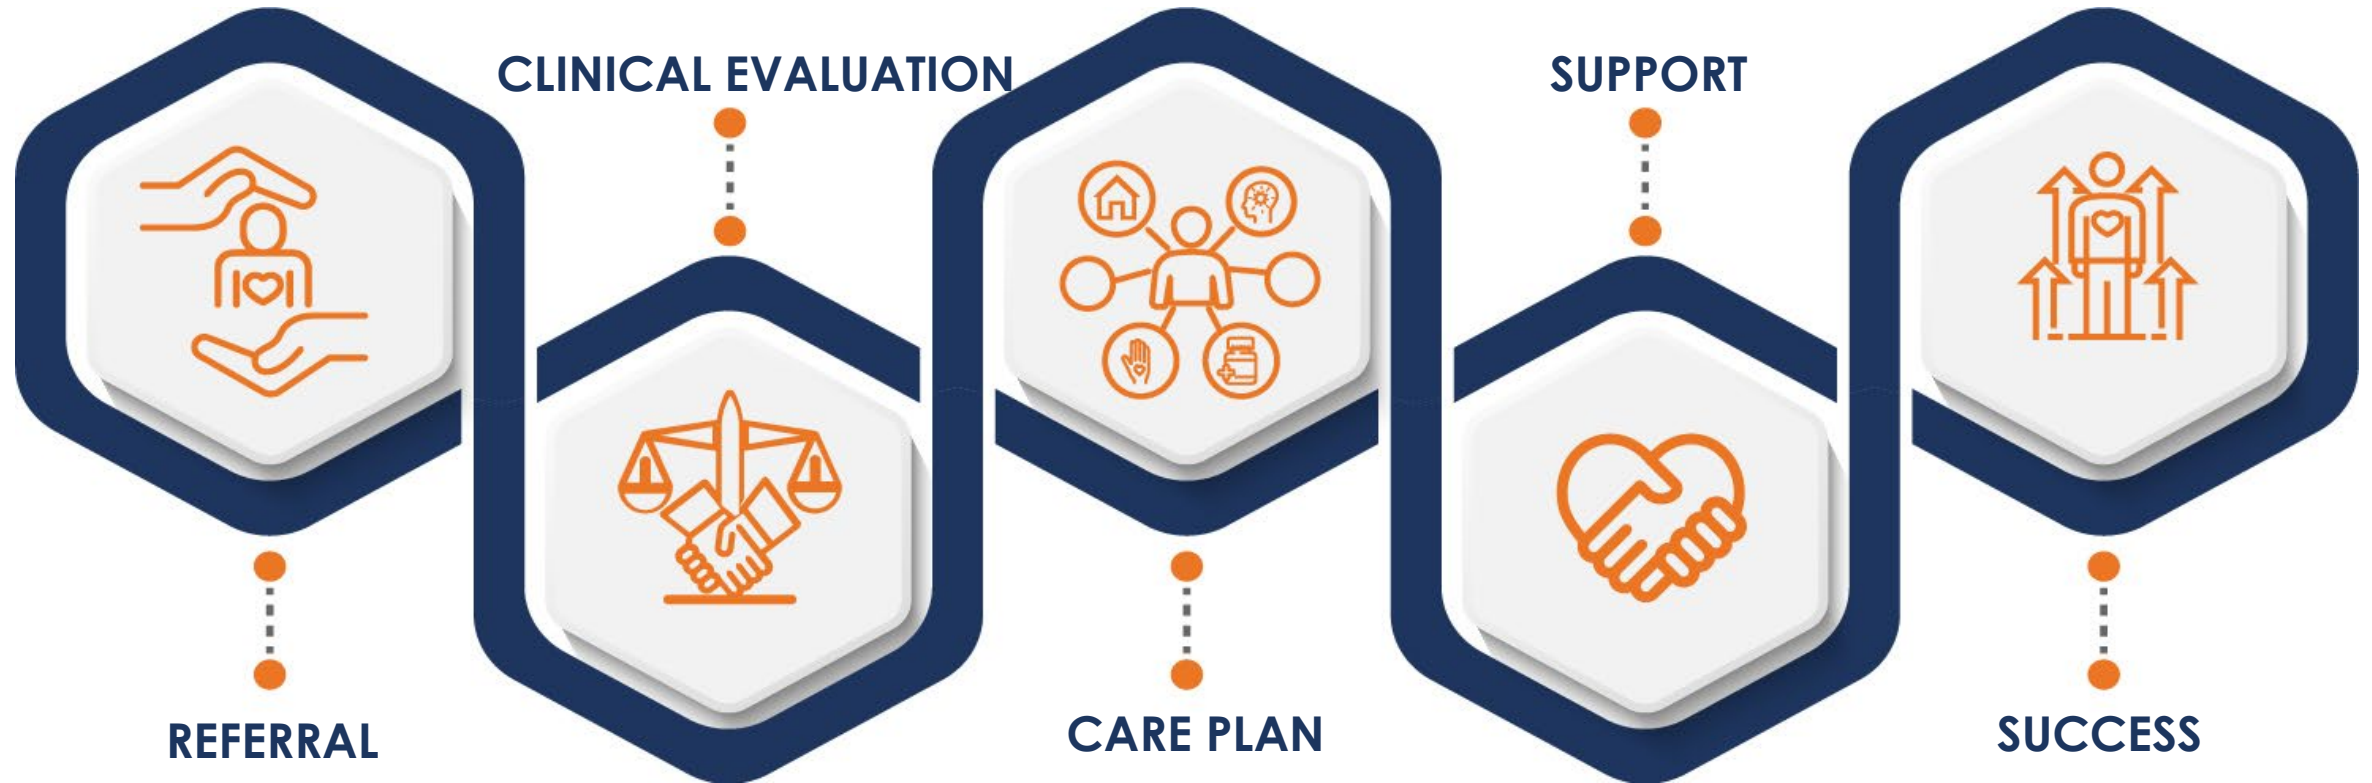 CLINICAL EVALUATION
SUPPORT
REFERRAL
CARE PLAN
SUCCESS